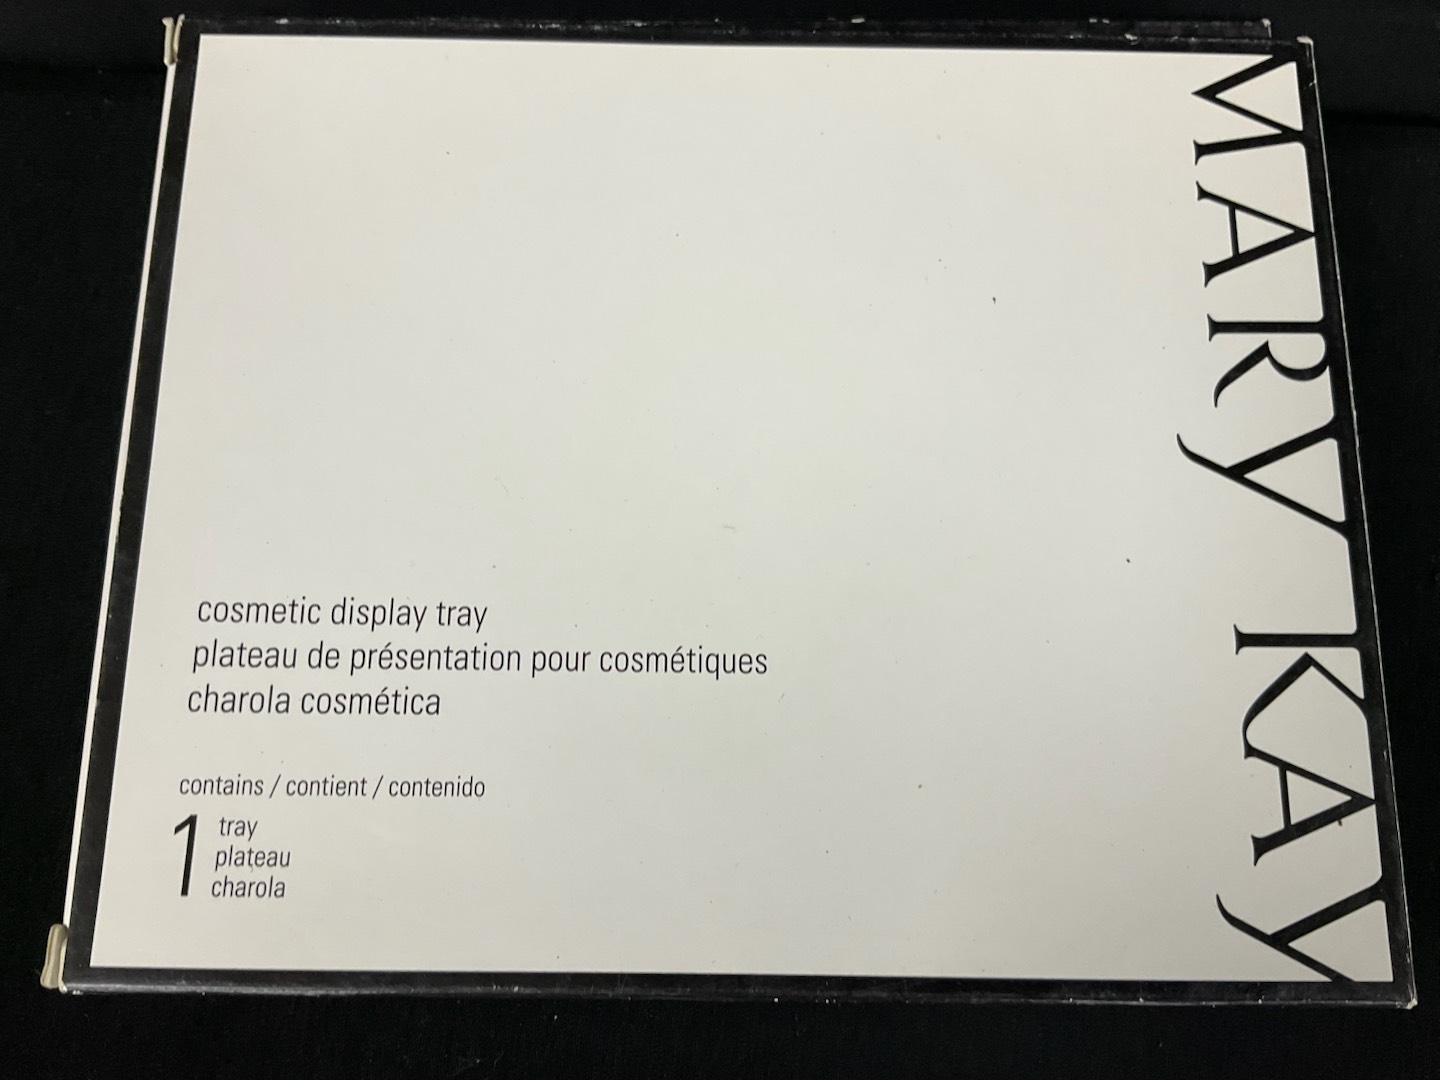 MARY KAY
cosmetic display tray
plateau de présentation pour cosmétiques
charola cosmética
contains / contient / contenido
1 tray
plateau
charola